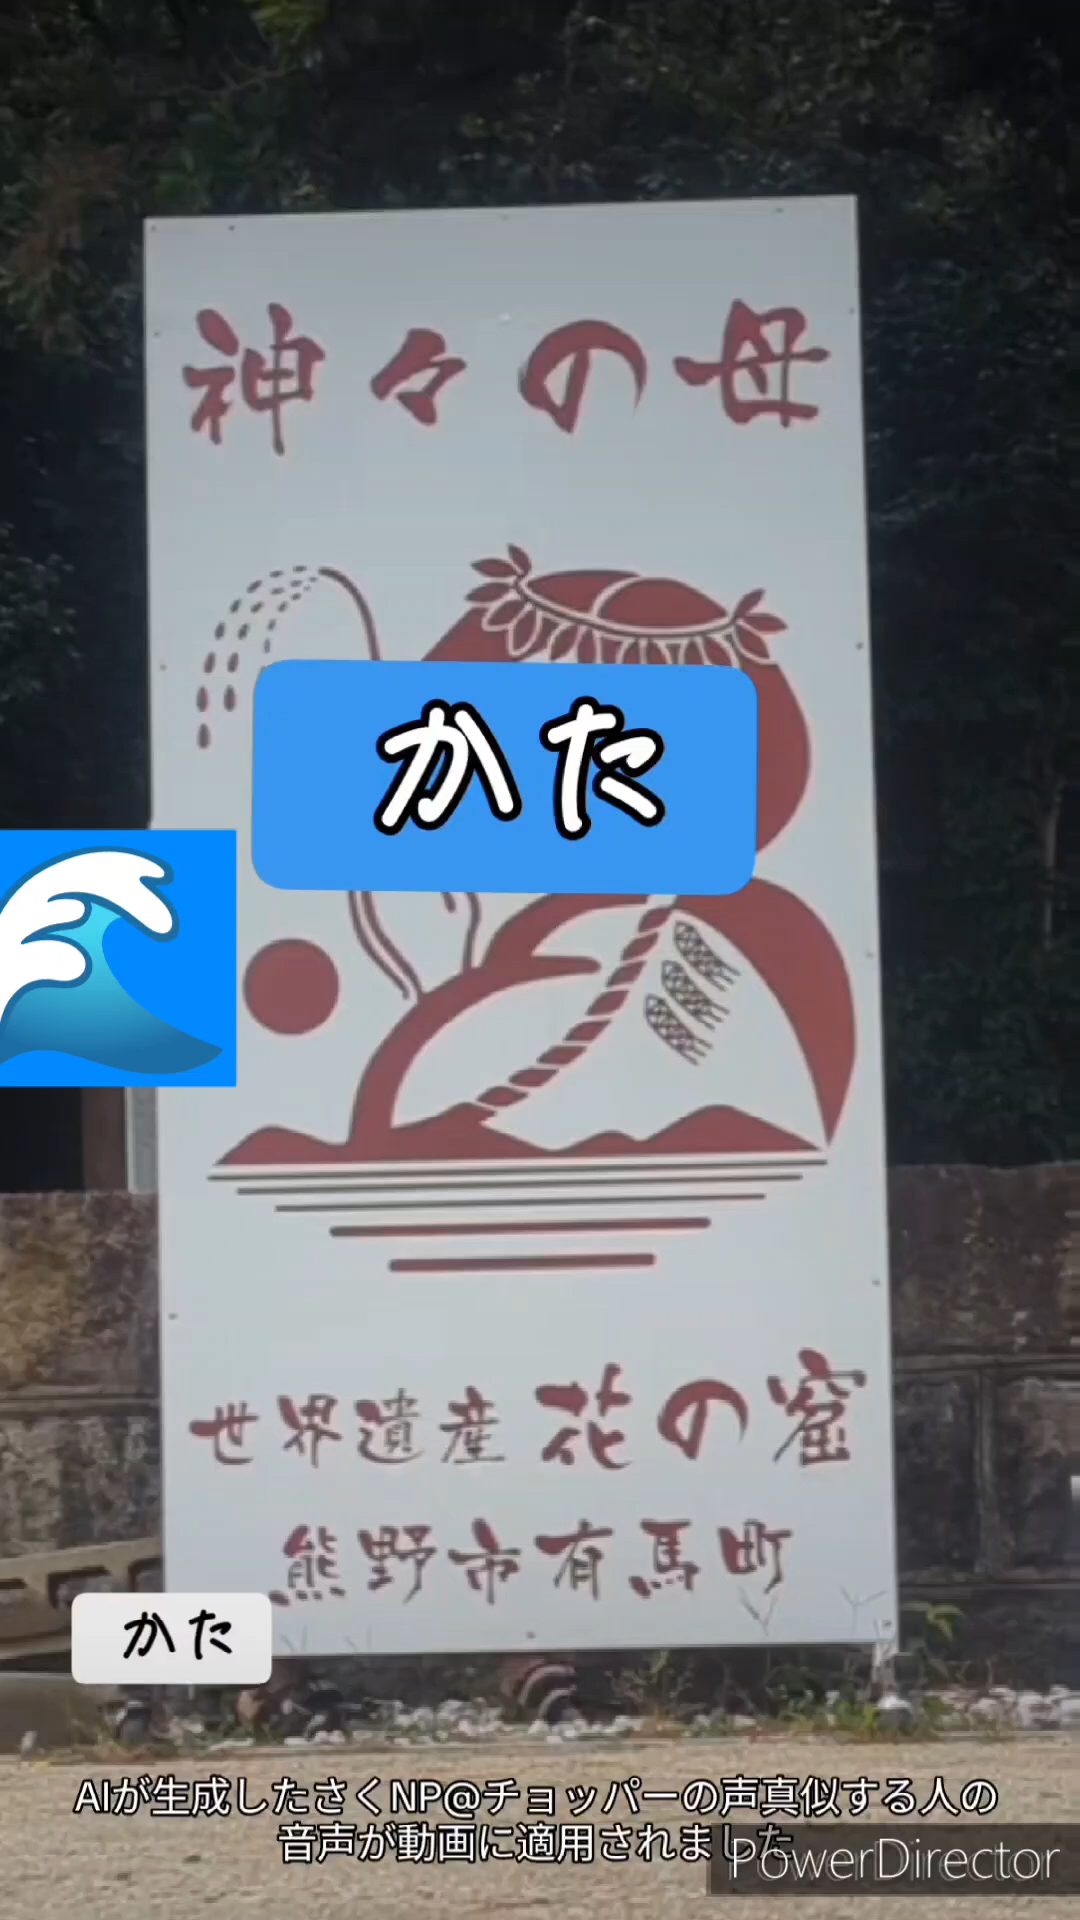 神々の母
かた
世界遺産 花の窟
熊野市有馬町
かた
AIが生成したさくNP@チョッパーの声真似する人の
音声が動画に適用されました
PowerDirector